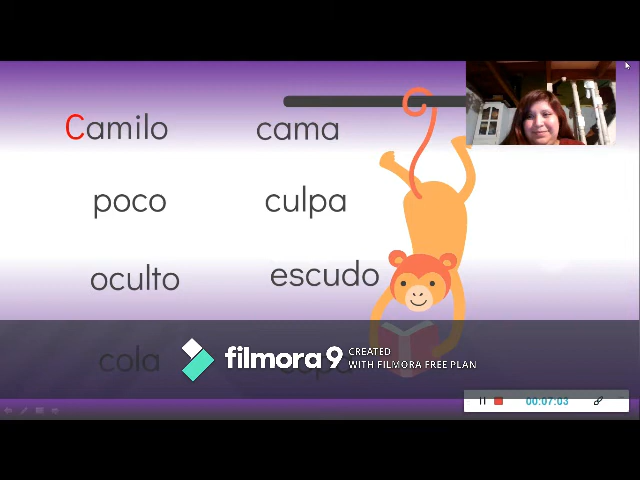 Camilo cama
poco culpa
oculto escudo
cola
filmora 9 CREATED
WITH FILMORA FREE PLAN
00:07:03